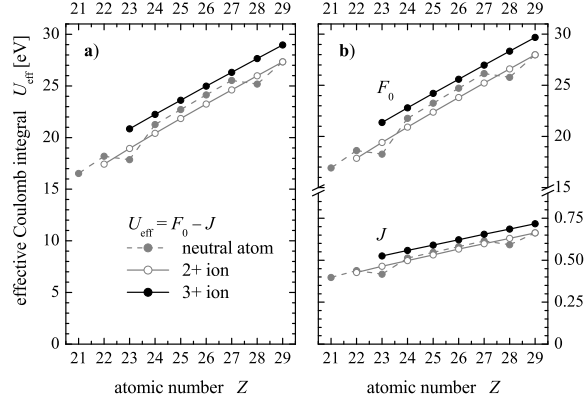 21 22 23 24 25 26 27 28 29
21 22 23 24 25 26 27 28 29
30
25
20
15
10
5
0
effective Coulomb integral U_eff [eV]
a)
U_eff = F_0 – J
neutral atom
2+ ion
3+ ion
21 22 23 24 25 26 27 28 29
atomic number Z
b)
F_0
J
30
25
20
15
0.75
0.50
0.25
0.00
21 22 23 24 25 26 27 28 29
atomic number Z